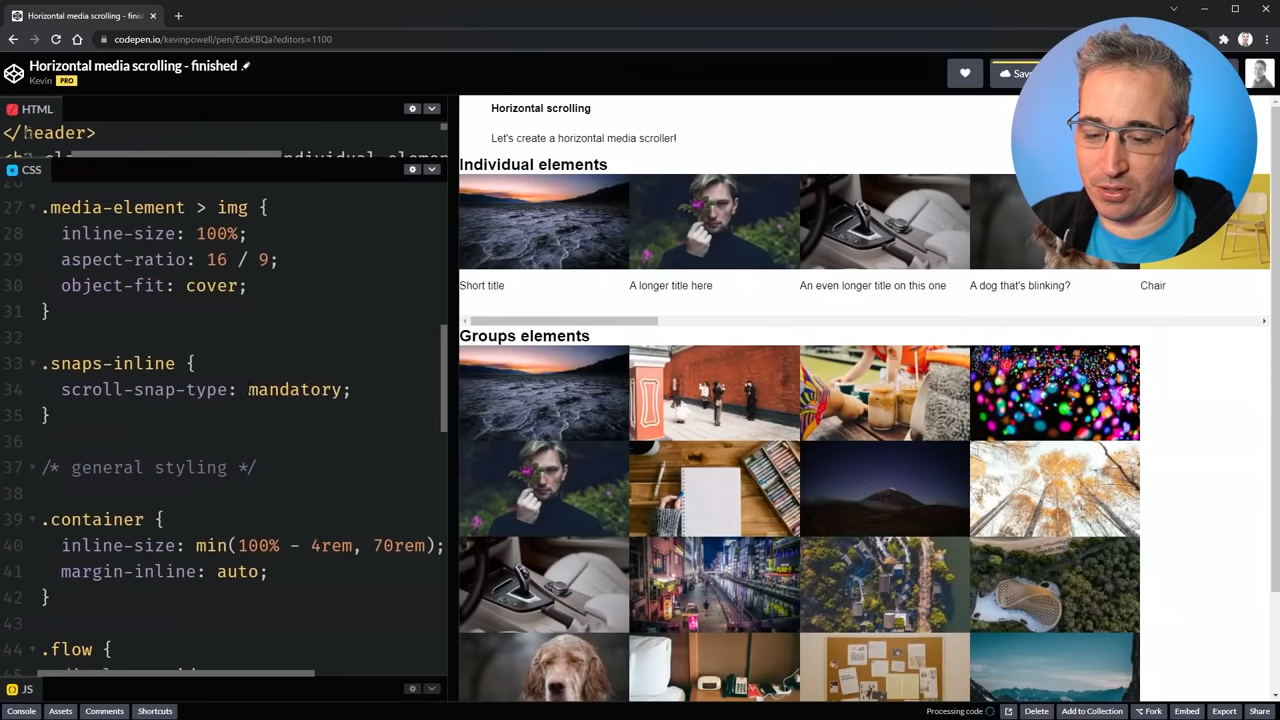 Horizontal media scrolling - finis
codepen.io/kevinpowell/pen/ExbKBQa?editors=1100
Horizontal media scrolling - finished
Kevin PRO
Save
HTML
</header>
CSS
27 .media-element > img {
28 inline-size: 100%;
29 aspect-ratio: 16 / 9;
30 object-fit: cover;
31 }
32
33 .snaps-inline {
34 scroll-snap-type: mandatory;
35 }
36
37 /* general styling */
38
39 .container {
40 inline-size: min(100% - 4rem, 70rem);
41 margin-inline: auto;
42 }
43
44 .flow {
JS
Horizontal scrolling
Let's create a horizontal media scroller!
Individual elements
Short title
A longer title here
An even longer title on this one
A dog that's blinking?
Chair
Groups elements
Console Assets Comments Shortcuts
Processing code Delete Add to Collection Fork Embed Export Share